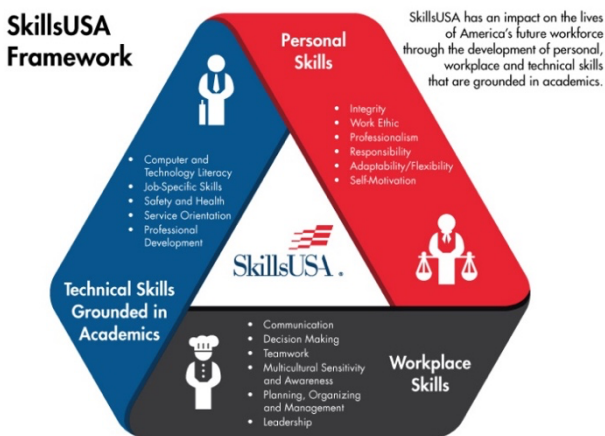 SkillsUSA
Framework
SkillsUSA has an impact on the lives
of America's future workforce
through the development of personal,
workplace and technical skills
that are grounded in academics.
Personal
Skills
• Integrity
• Work Ethic
• Professionalism
• Responsibility
• Adaptability/Flexibility
• Self-Motivation
• Computer and
Technology Literacy
• Job-Specific Skills
• Safety and Health
• Service Orientation
• Professional
Development
Technical Skills
Grounded in
Academics
SkillsUSA®
• Communication
• Decision Making
• Teamwork
• Multicultural Sensitivity
and Awareness
• Planning, Organizing
and Management
• Leadership
Workplace
Skills